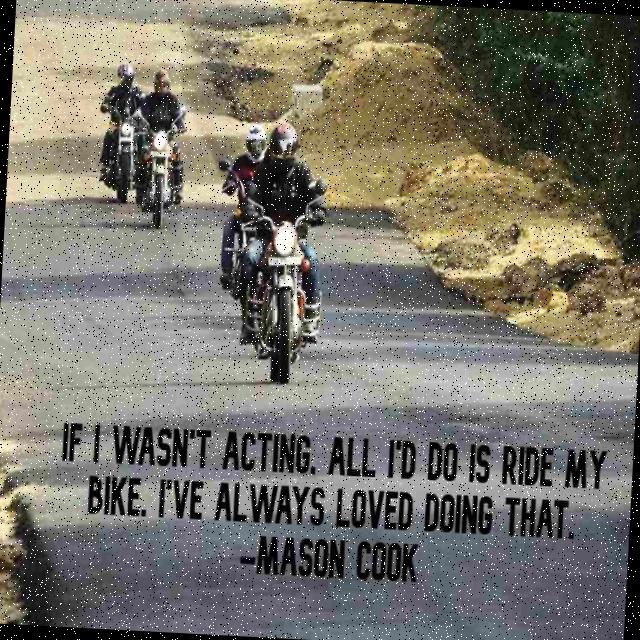 IF I WASN'T ACTING. ALL I'D DO IS RIDE MY
BIKE. I'VE ALWAYS LOVED DOING THAT.
-MASON COOK